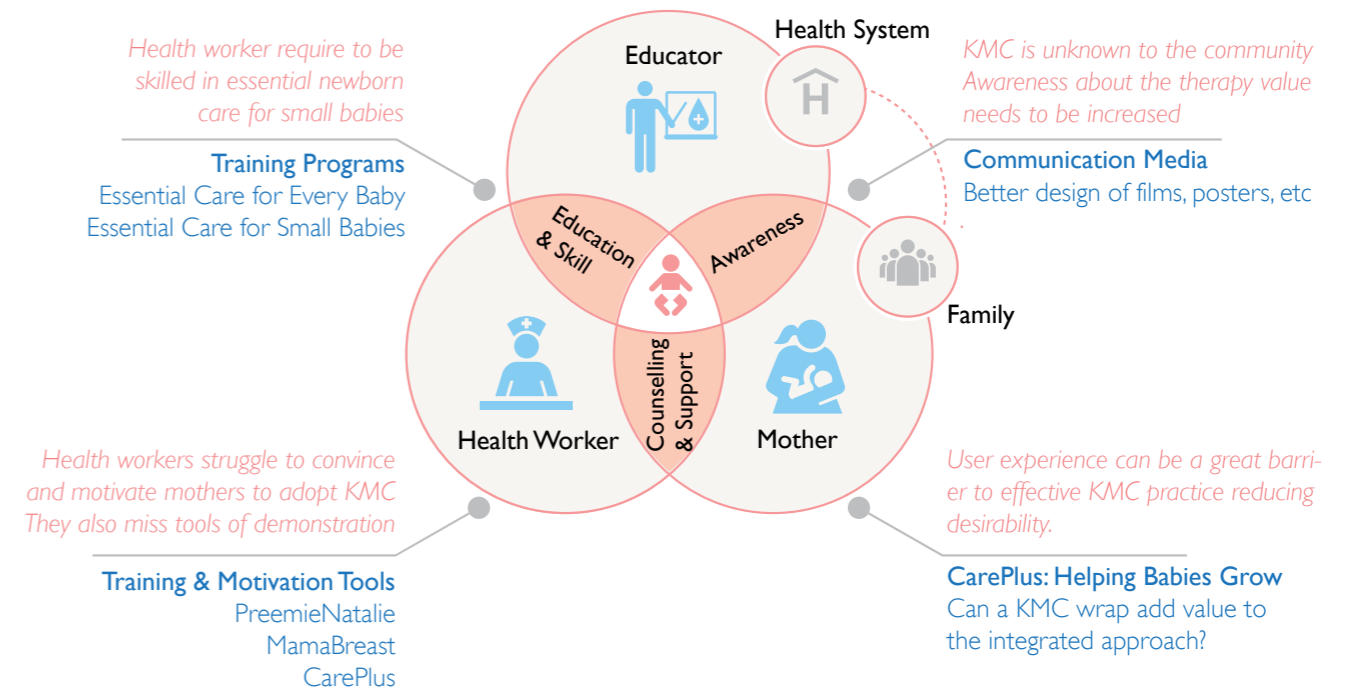 Health System
Educator
Health worker require to be
skilled in essential newborn
care for small babies
Training Programs
Essential Care for Every Baby
Essential Care for Small Babies
KMC is unknown to the community
Awareness about the therapy value
needs to be increased
Communication Media
Better design of films, posters, etc
H
Education
& Skill
Awareness
Family
Counselling
& Support
Health Worker
Mother
Health workers struggle to convince
and motivate mothers to adopt KMC
They also miss tools of demonstration
Training & Motivation Tools
PreemieNatalie
MamaBreast
CarePlus
User experience can be a great barri-
er to effective KMC practice reducing
desirability.
CarePlus: Helping Babies Grow
Can a KMC wrap add value to
the integrated approach?